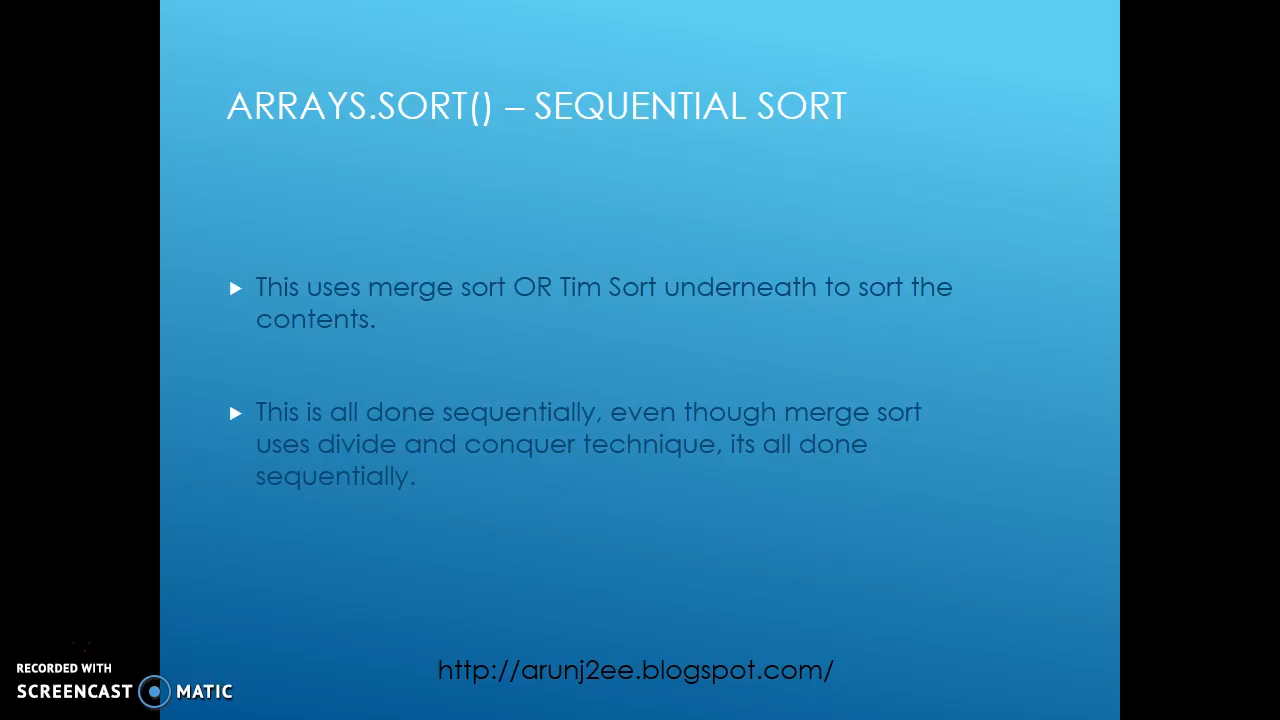 ARRAYS.SORT() – SEQUENTIAL SORT
This uses merge sort OR Tim Sort underneath to sort the
contents.
This is all done sequentially, even though merge sort
uses divide and conquer technique, its all done
sequentially.
http://arunj2ee.blogspot.com/
RECORDED WITH
SCREENCAST MATIC